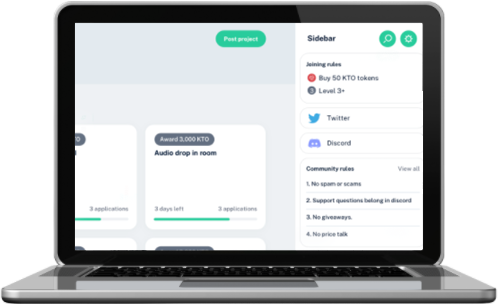 Post project
Sidebar
Joining rules
Buy 50 KTO tokens
3 Level 3+
Twitter
Discord
Community rules View all
1. No spam or scams
2. Support questions belong in discord
3. No giveaways.
4. No price talk
KTO
3 applications
Award 3,000 KTO
Audio drop in room
3 days left 3 applications